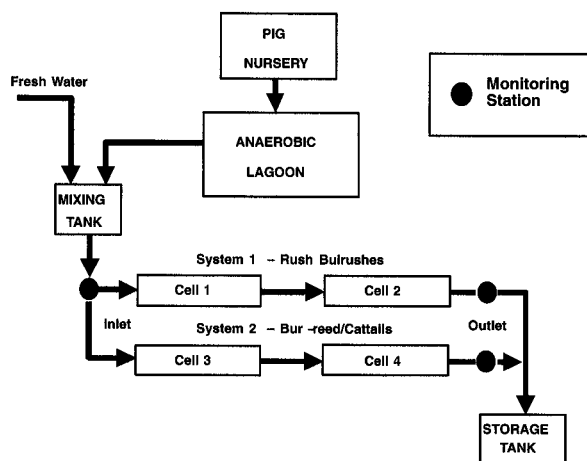 PIG
NURSERY
Fresh Water
Monitoring
Station
ANAEROBIC
LAGOON
MIXING
TANK
System 1 - Rush Bulrushes
Cell 1
Cell 2
Inlet
System 2 - Bur -reed/Cattails
Outlet
Cell 3
Cell 4
STORAGE
TANK